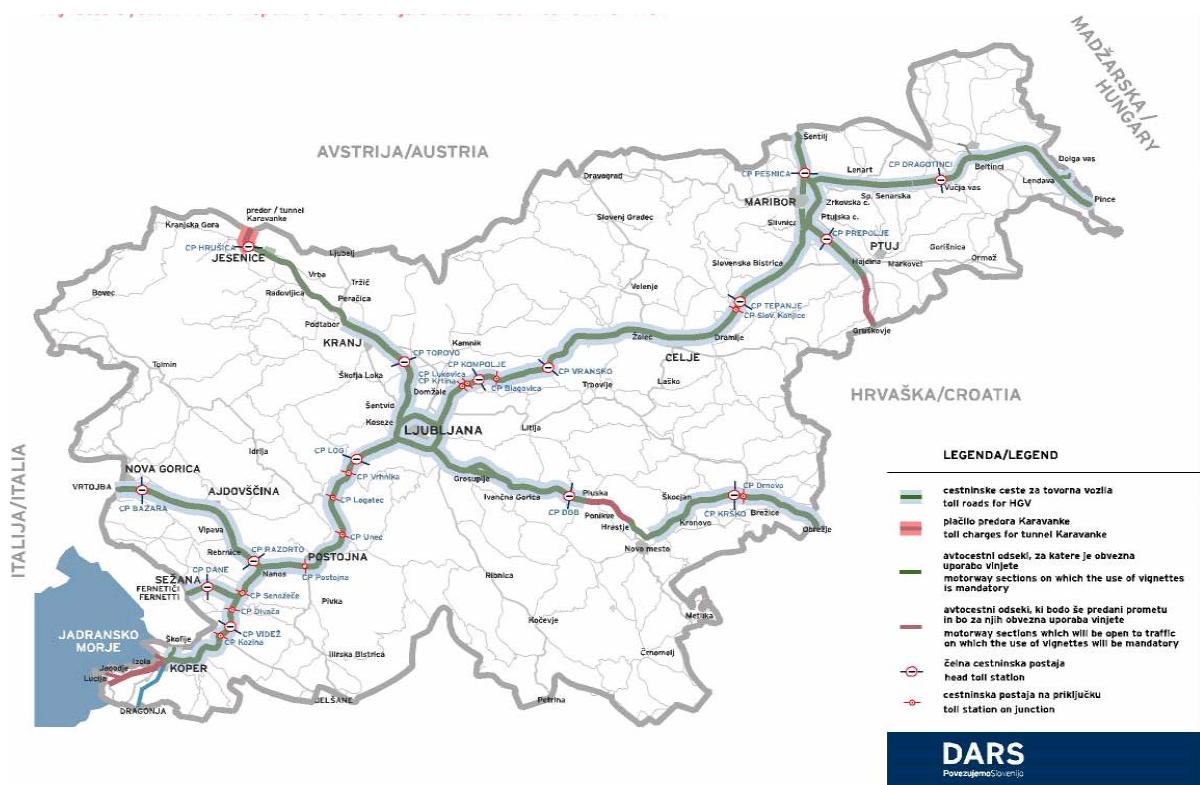 MADŽARSKA /
HUNGARY
AVSTRIJA/AUSTRIA
Šentilj
CP PESNICA
Lenart
CP DRAGOTINCI
Beltinci
Dolga vas
Lendava
Pince
Vučja vas
Sp. Senarska
Dravograd
MARIBOR
Zrkovska c.
Ptujska c.
Slovenj Gradec
Slivnica
CP PREPOLJE
PTUJ
Gorišnica
Ormož
Hajdina
Markovci
predor / tunnel
Karavanke
Kranjska Gora
CP HRUŠICA
JESENICE
Ljubelj
Vrba
Tržič
Radovljica
Peračica
Bovec
Podtabor
KRANJ
Slovenska Bistrica
Velenje
CP TEPANJE
CP Slov. Konjice
Gruškovje
Žalec
Dramlje
CELJE
Kamnik
CP TOROVO
CP KOMPOLJE
CP Lukovica
CP Krtina
CP Blagovica
CP VRANSKO
Tolmin
Škofja Loka
Domžale
Trbovlje
Laško
HRVAŠKA/CROATIA
Šentvid
Koseze
LJUBLJANA
Litija
Idrija
CP LOG
CP Vrhnika
NOVA GORICA
VRTOJBA
AJDOVŠČINA
CP BAZARA
CP Logatec
Grosuplje
Ivančna Gorica
CP DOB
Pluska
Ponikve
Hrastje
Škocjan
CP Drnovo
CP KRŠKO
Brežice
Kronovo
Obrežje
Novo mesto
Vipava
Rebrnice
CP RAZDRTO
CP Unec
POSTOJNA
CP Postojna
Nanos
CP DANE
SEŽANA
FERNETIČI
FERNETTI
CP Senožeče
CP Divača
Pivka
Ribnica
Kočevje
Metlika
Črnomelj
ITALIJA/ITALIA
JADRANSKO
MORJE
Škofije
CP VIDEŽ
CP Kozina
Izola
Jagodje
Lucija
KOPER
DRAGONJA
Ilirska Bistrica
JELŠANE
Petrina
LEGENDA/LEGEND
cestninske ceste za tovorna vozila
toll roads for HGV
plačilo predora Karavanke
toll charges for tunnel Karavanke
avtocestni odseki, za katere je obvezna
uporabo vinjete
motorway sections on which the use of vignettes
is mandatory
avtocestni odseki, ki bodo še predani prometu
in bo za njih obvezna uporaba vinjete
motorway sections which will be open to traffic
on which the use of vignettes will be mandatory
čelna cestninska postaja
head toll station
cestninska postaja na priključku
toll station on junction
DARS
PovezujemoSlovenijo